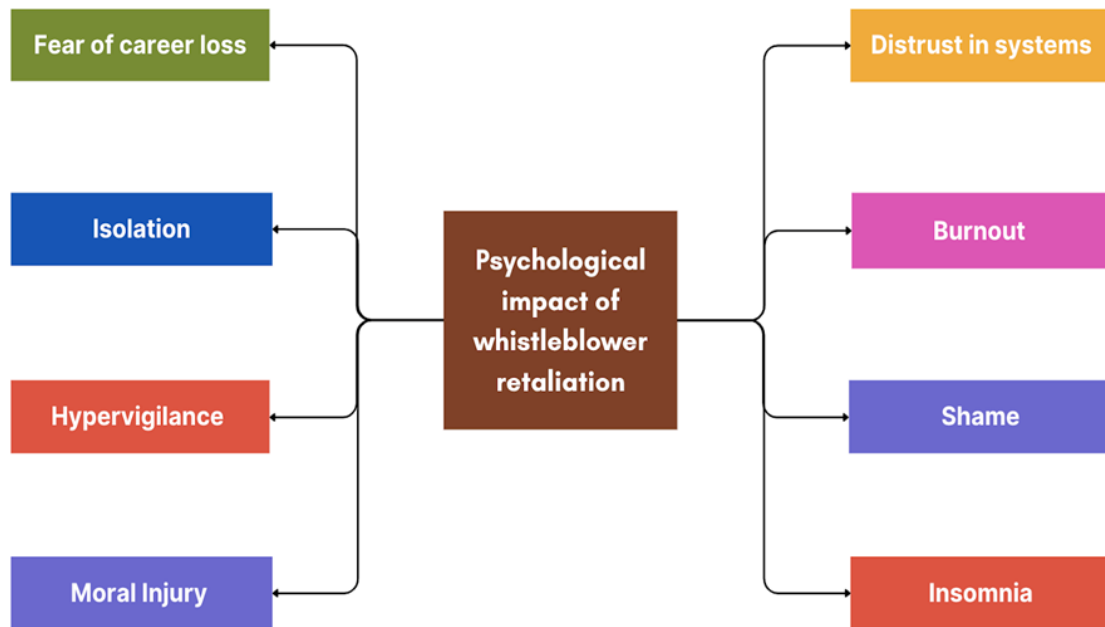 Fear of career loss
Isolation
Hypervigilance
Moral Injury
Psychological
impact of
whistleblower
retaliation
Distrust in systems
Burnout
Shame
Insomnia